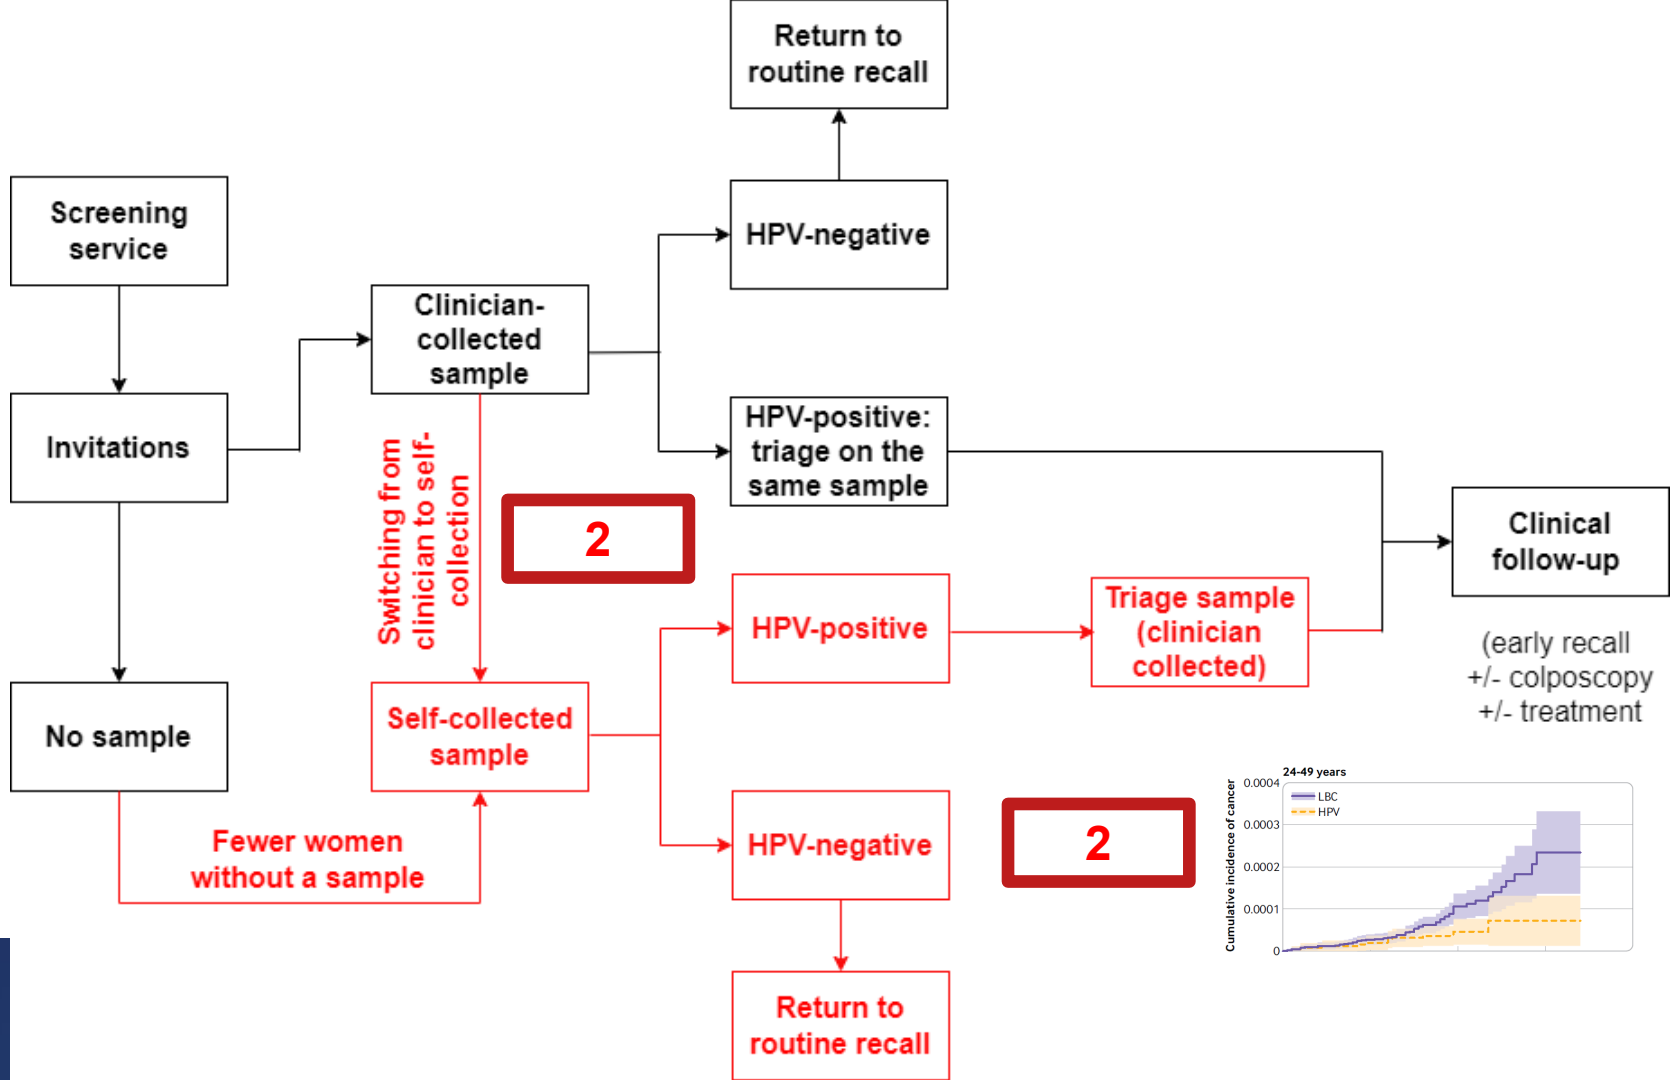 Return to
routine recall
Screening
service
HPV-negative
Clinician-
collected
sample
Invitations
HPV-positive:
triage on the
same sample
Switching from
clinician to self-
collection
2
Clinical
follow-up
(early recall
+/- colposcopy
+/- treatment
HPV-positive
Triage sample
(clinician
collected)
No sample
Self-collected
sample
Fewer women
without a sample
HPV-negative
2
24-49 years
Cumulative incidence of cancer
0.0004
0.0003
0.0002
0.0001
0
LBC
HPV
Return to
routine recall